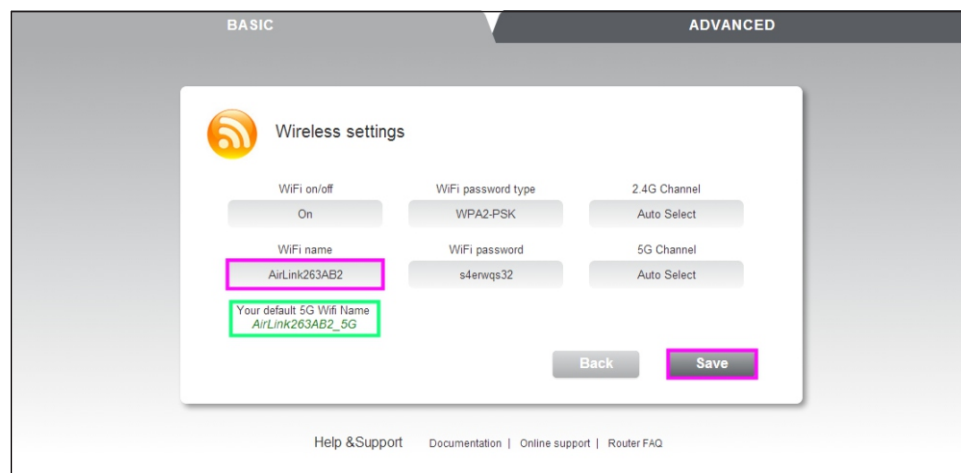 BASIC
ADVANCED
Wireless settings
WiFi on/off
WiFi password type
2.4G Channel
On
WPA2-PSK
Auto Select
WiFi name
WiFi password
5G Channel
AirLink263AB2
s4erwqs32
Auto Select
Your default 5G Wifi Name
AirLink263AB2_5G
Back
Save
Help &Support
Documentation | Online support | Router FAQ